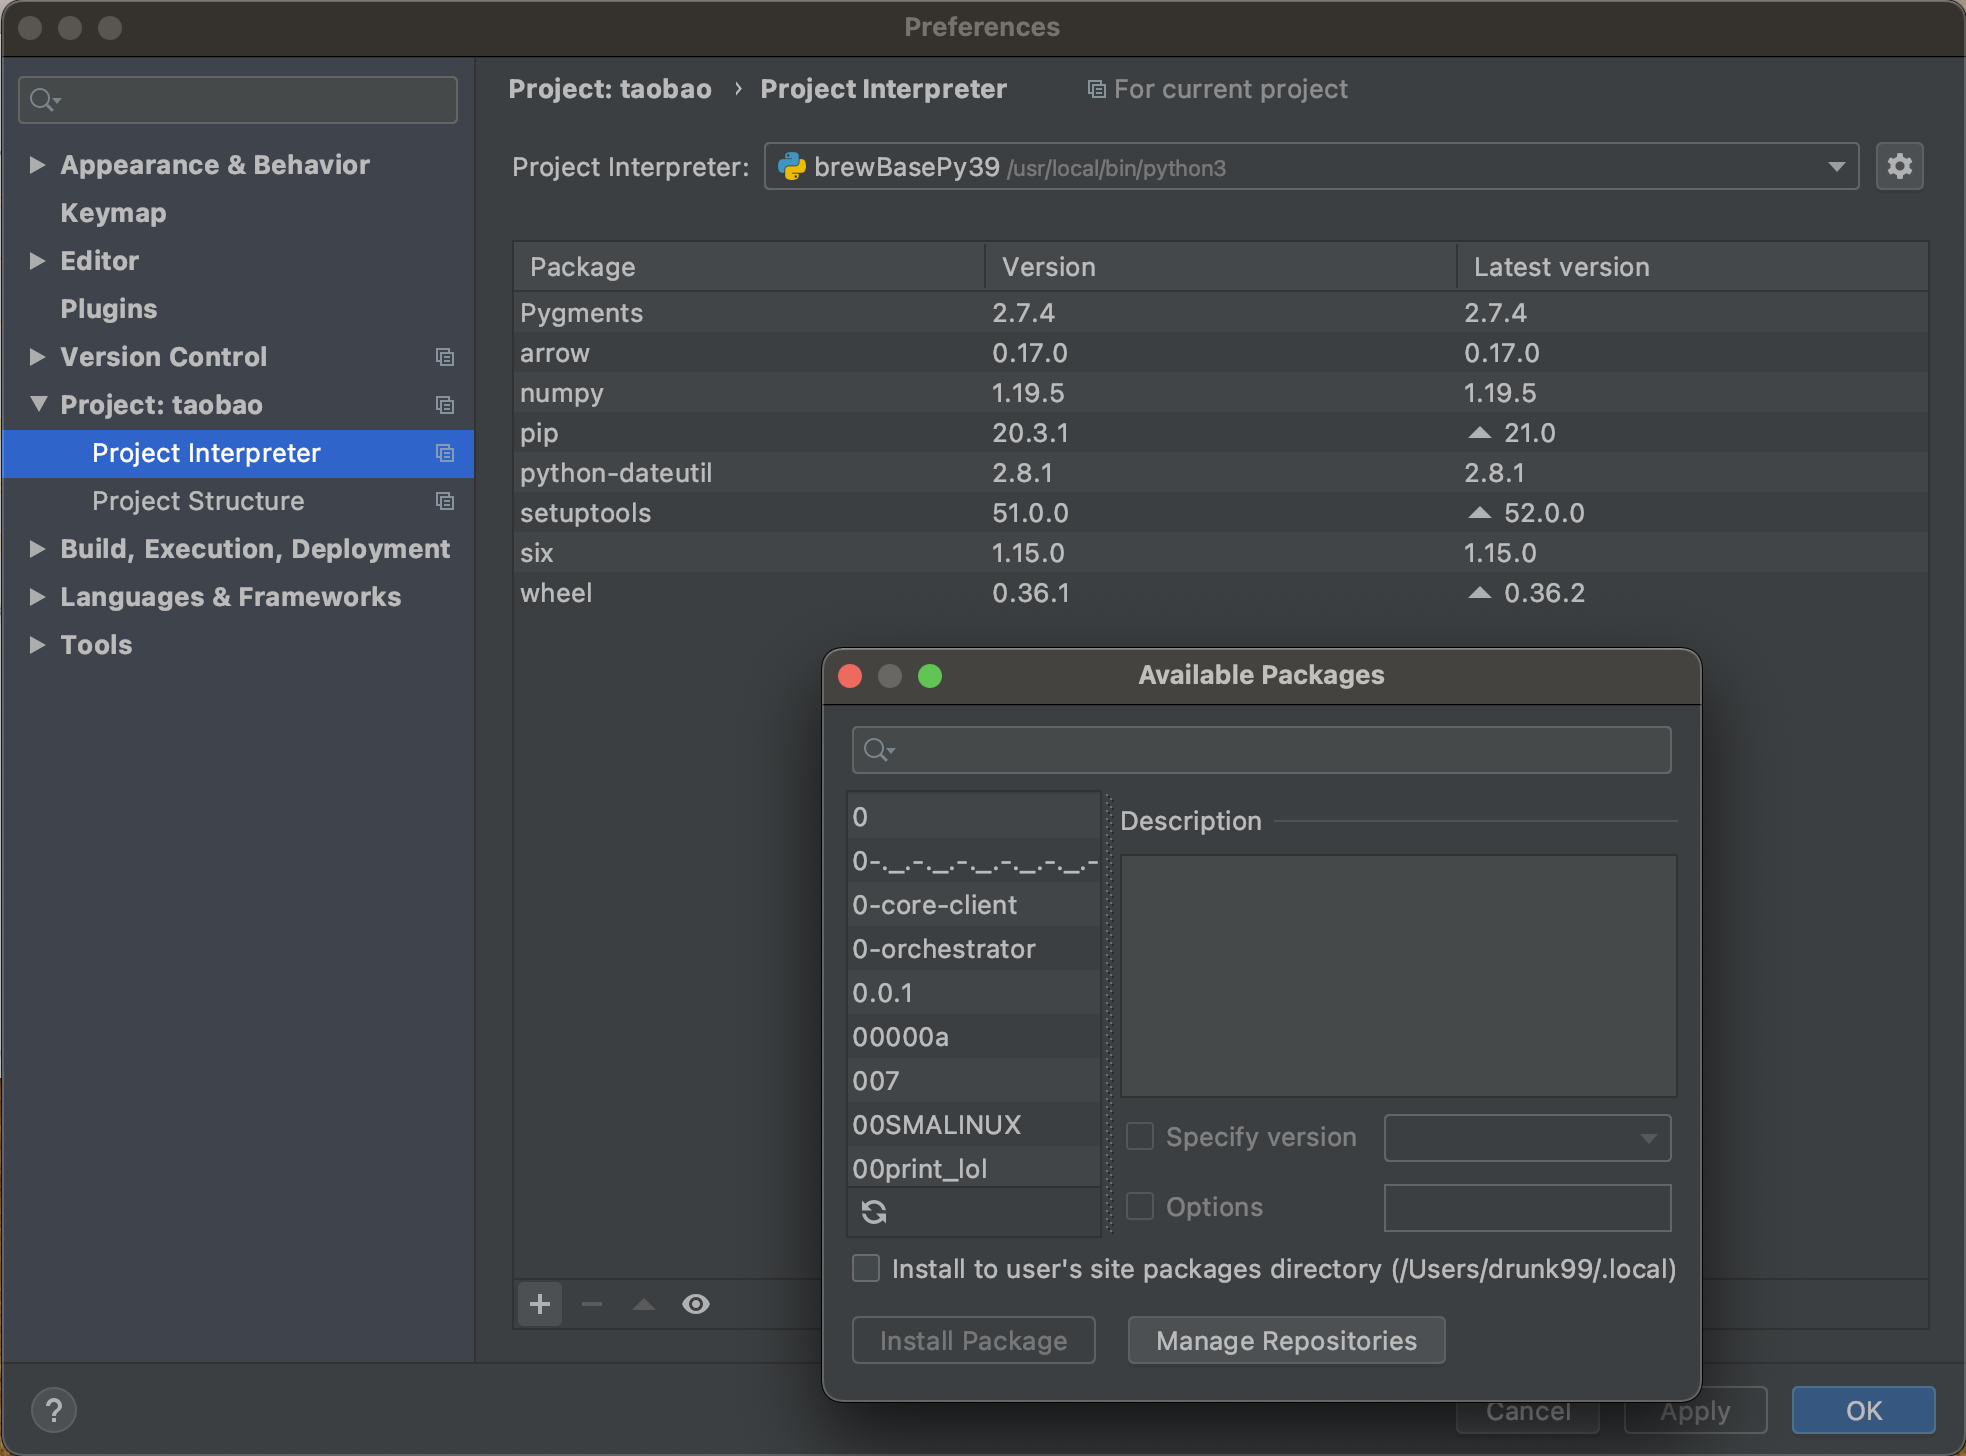 Preferences
Project: taobao › Project Interpreter For current project
Appearance & Behavior
Keymap
Editor
Plugins
Version Control
Project: taobao
Project Interpreter
Project Structure
Build, Execution, Deployment
Languages & Frameworks
Tools
Project Interpreter: brewBasePy39 /usr/local/bin/python3
Package Version Latest version
Pygments 2.7.4 2.7.4
arrow 0.17.0 0.17.0
numpy 1.19.5 1.19.5
pip 20.3.1 21.0
python-dateutil 2.8.1 2.8.1
setuptools 51.0.0 52.0.0
six 1.15.0 1.15.0
wheel 0.36.1 0.36.2
Available Packages
0
0-._.-._.-._.-._.-._.-
0-core-client
0-orchestrator
0.0.1
00000a
007
00SMALINUX
00print_lol
Description
Specify version
Options
Install to user's site packages directory (/Users/drunk99/.local)
Install Package Manage Repositories
? Cancel Apply OK